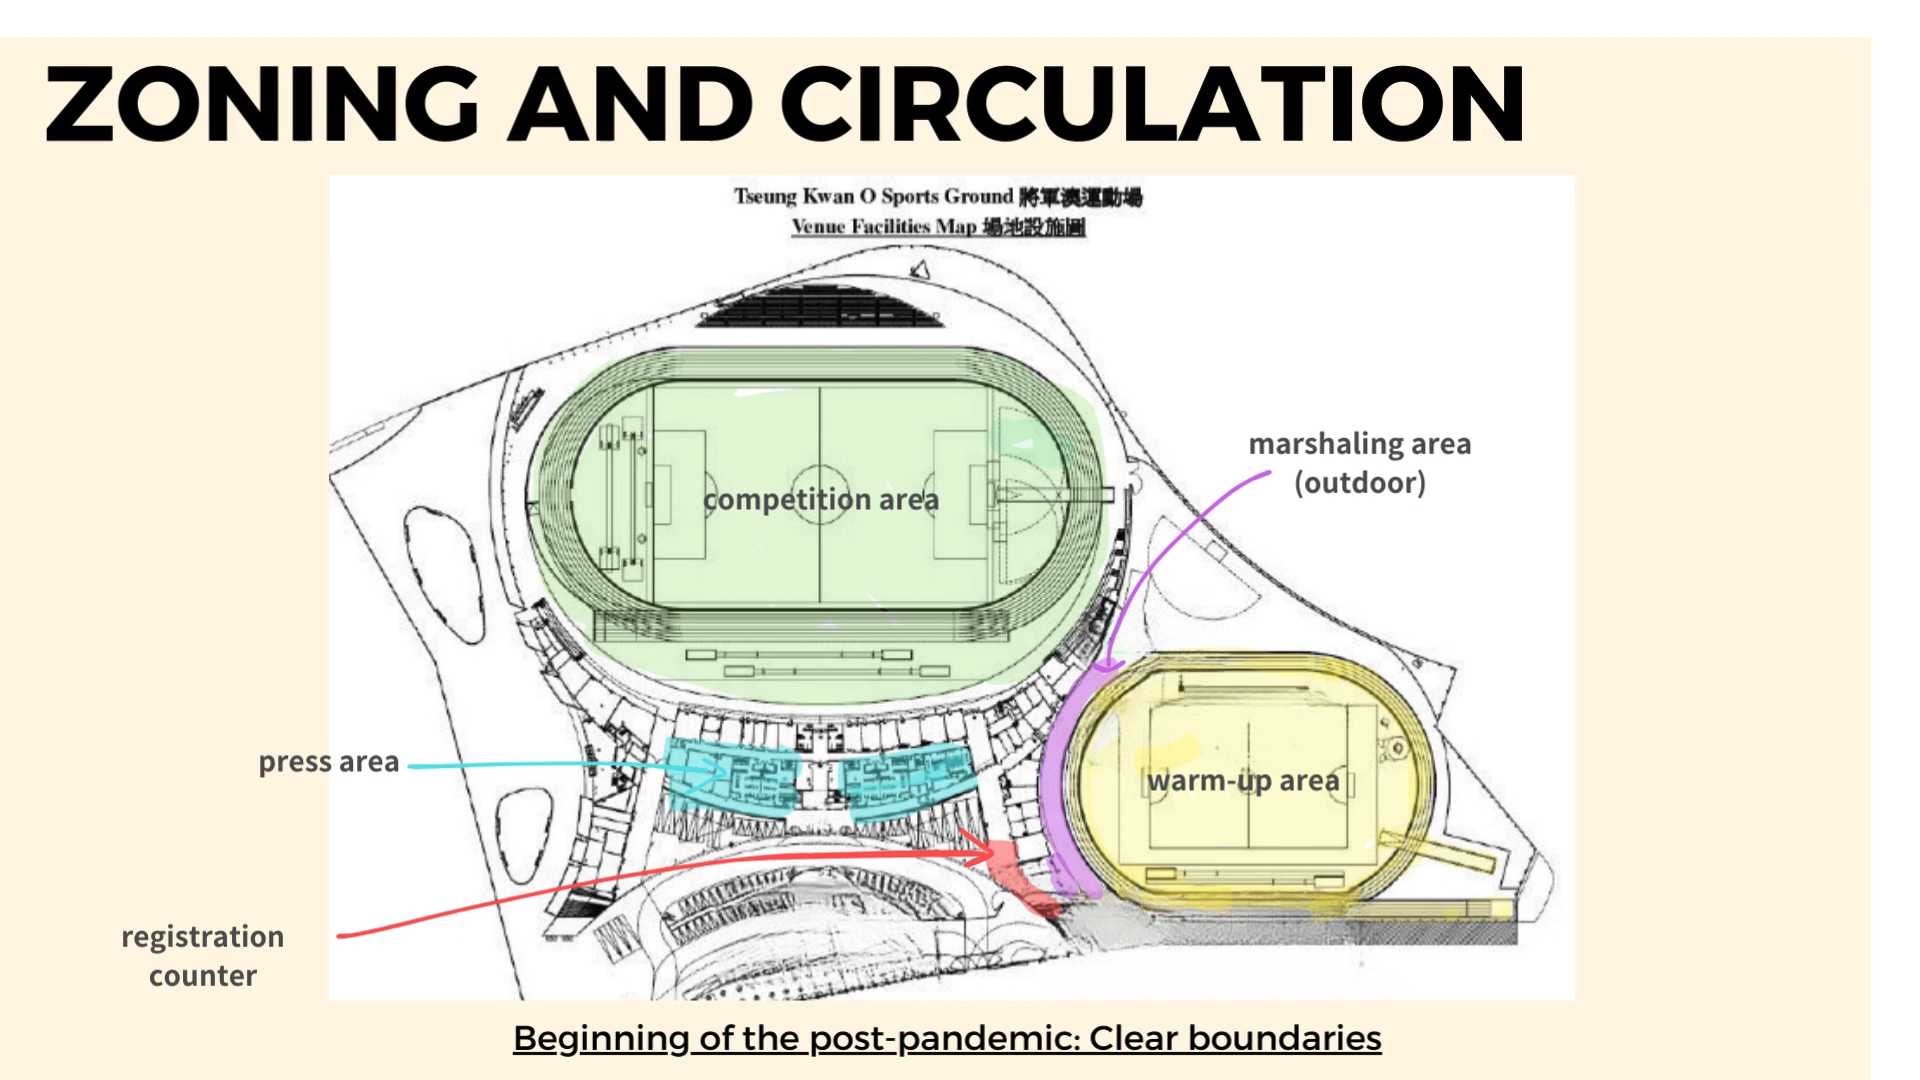 ZONING AND CIRCULATION
Tseung Kwan O Sports Ground 將軍澳運動場
Venue Facilities Map 場地設施圖
marshaling area
(outdoor)
competition area
press area
warm-up area
registration
counter
Beginning of the post-pandemic: Clear boundaries